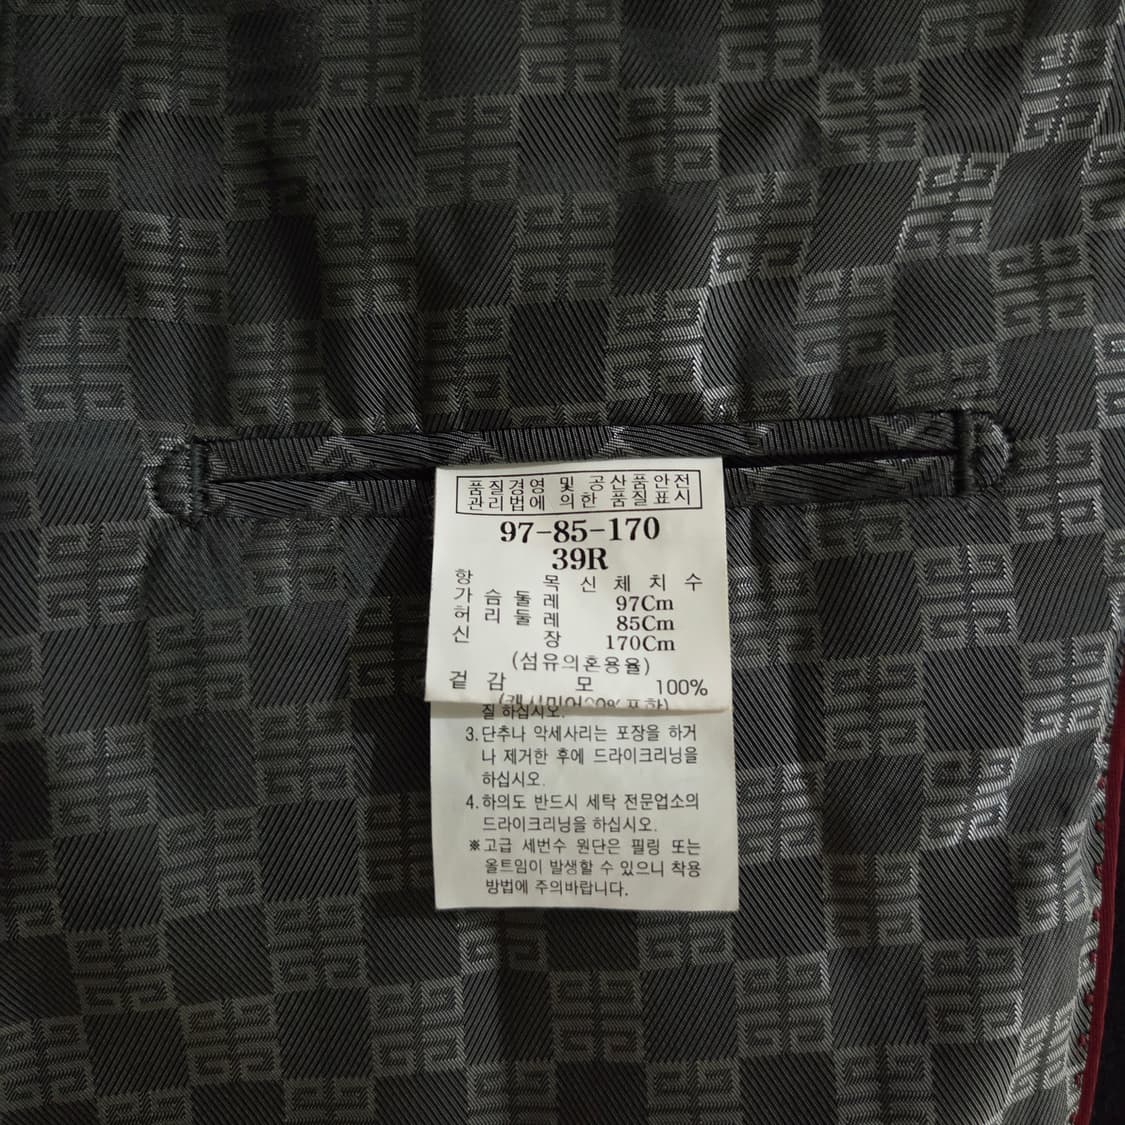 품질경영 및 공산품안전
관리법에 의한 품질표시
97-85-170
39R
항 목 신체치수
가슴둘레 97Cm
허리둘레 85Cm
신 장 170Cm
(섬유의혼용율)
겉 감 모 100%
질 하십시오.
3. 단추나 악세사리는 포장을 하거
나 제거한 후에 드라이크리닝을
하십시오.
4. 하의도 반드시 세탁 전문업소의
드라이크리닝을 하십시오.
※고급 세번수 원단은 필링 또는
올트임이 발생할 수 있으니 착용
방법에 주의바랍니다.